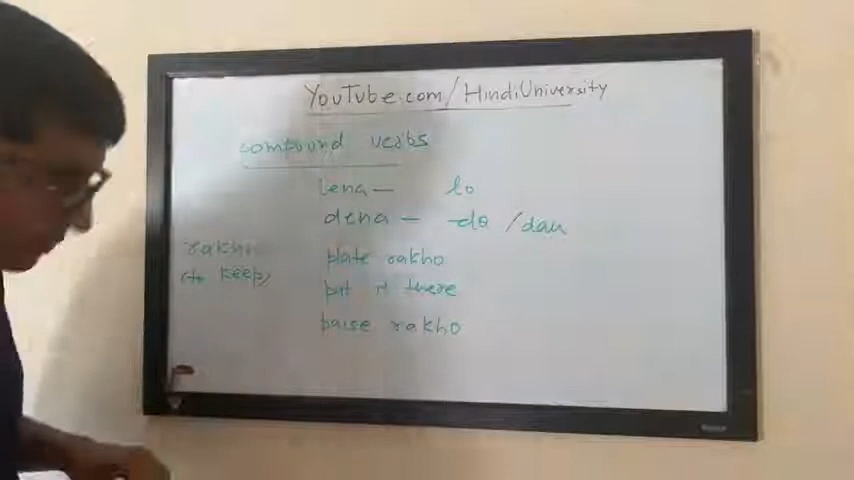 YouTube.com/HindiUniversity
compound verbs
lena — lo
dena — do /
rakhna
(to keep)
plate rakho
put it there
paise rakho